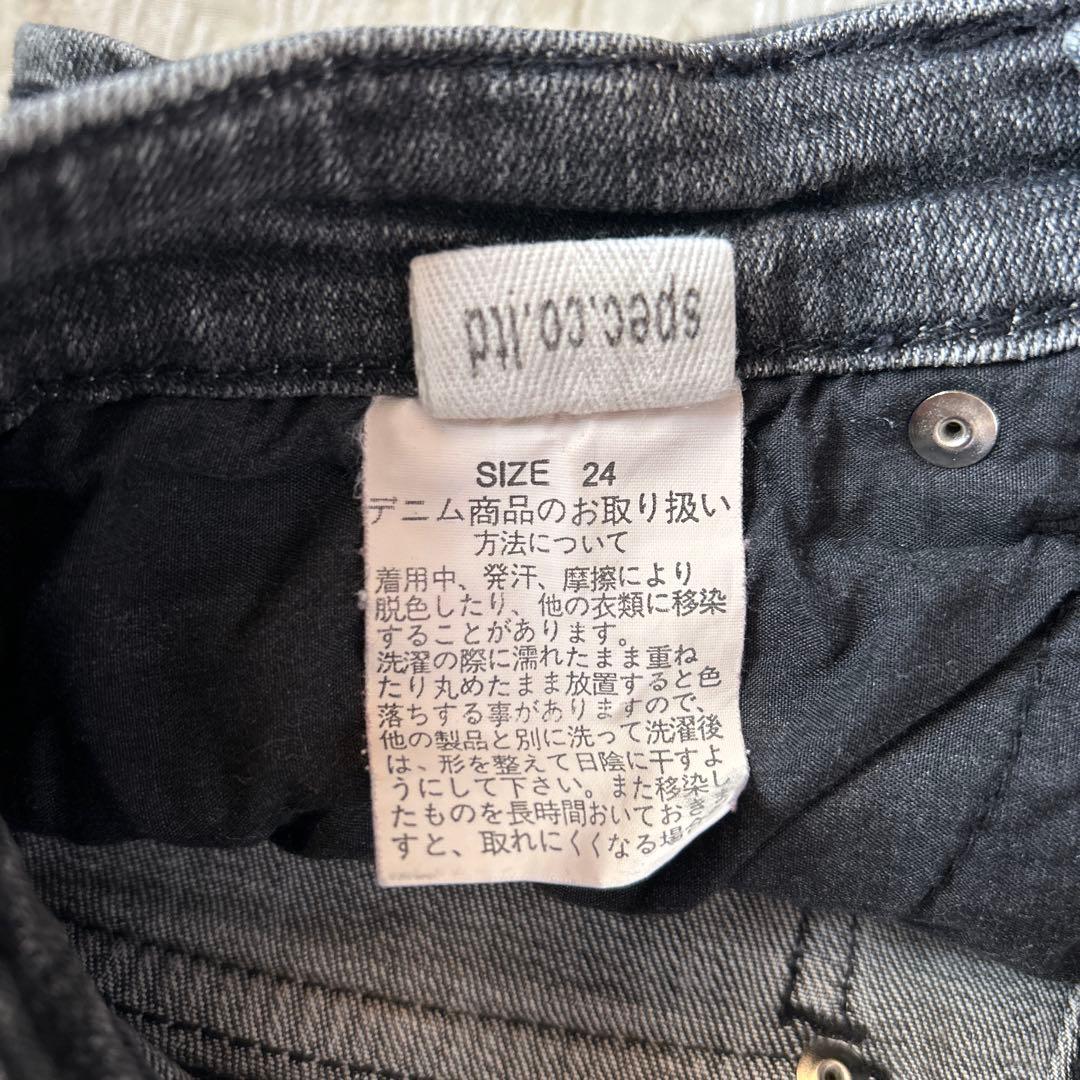 spec.co.ltd
SIZE 24
デニム商品のお取り扱い
方法について
着用中、発汗、摩擦により
脱色したり、他の衣類に移染
することがあります。
洗濯の際に濡れたまま重ね
たり丸めたまま放置すると色
落ちする事がありますので、
他の製品と別に洗って洗濯後
は、形を整えて日陰に干すよ
うにして下さい。また移染し
たものを長時間おいておきま
すと、取れにくくなる場合